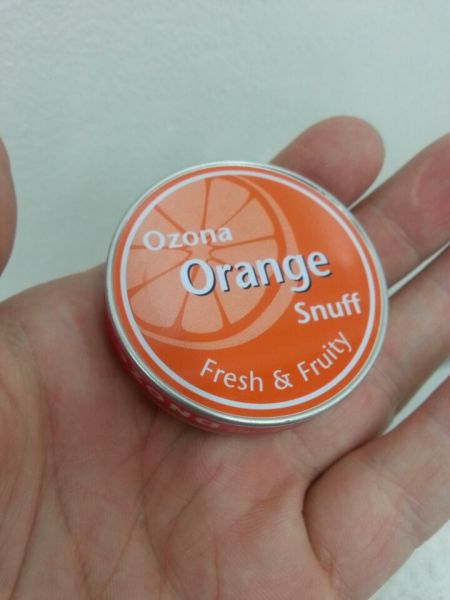 Ozona
Orange
Snuff
Fresh & Fruity